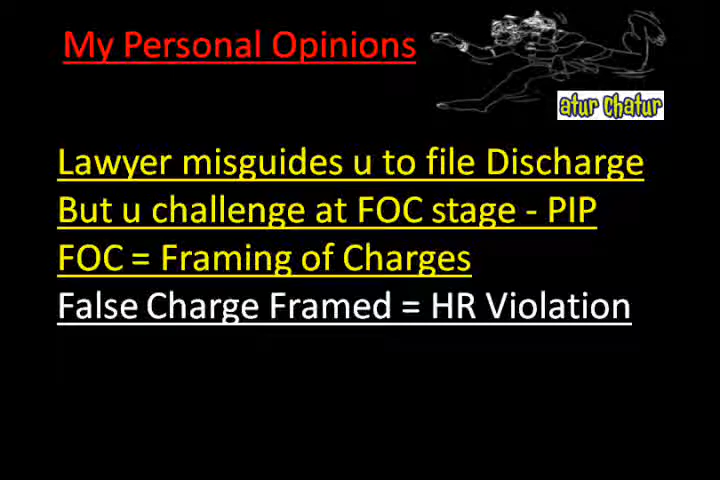 My Personal Opinions
atur chatur
Lawyer misguides u to file Discharge
But u challenge at FOC stage - PIP
FOC = Framing of Charges
False Charge Framed = HR Violation